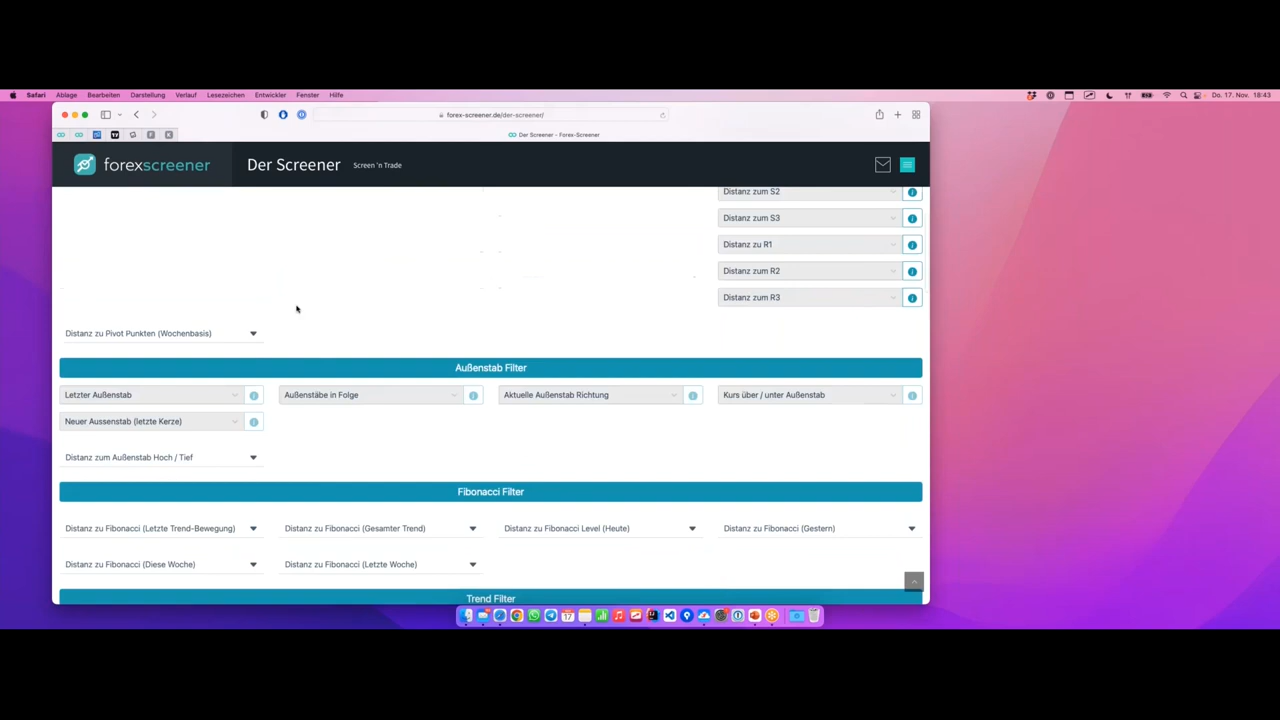 Safari Ablage Bearbeiten Darstellung Verlauf Lesezeichen Entwickler Fenster Hilfe Do. 17. Nov. 18:43
forex-screener.de/der-screener/
Der Screener - Forex-Screener
forexscreener Der Screener Screen 'n Trade
Distanz zum S2
Distanz zum S3
Distanz zu R1
Distanz zum R2
Distanz zum R3
Distanz zu Pivot Punkten (Wochenbasis)
Außenstab Filter
Letzter Außenstab Außenstäbe in Folge Aktuelle Außenstab Richtung Kurs über / unter Außenstab
Neuer Aussenstab (letzte Kerze)
Distanz zum Außenstab Hoch / Tief
Fibonacci Filter
Distanz zu Fibonacci (Letzte Trend-Bewegung) Distanz zu Fibonacci (Gesamter Trend) Distanz zu Fibonacci Level (Heute) Distanz zu Fibonacci (Gestern)
Distanz zu Fibonacci (Diese Woche) Distanz zu Fibonacci (Letzte Woche)
Trend Filter